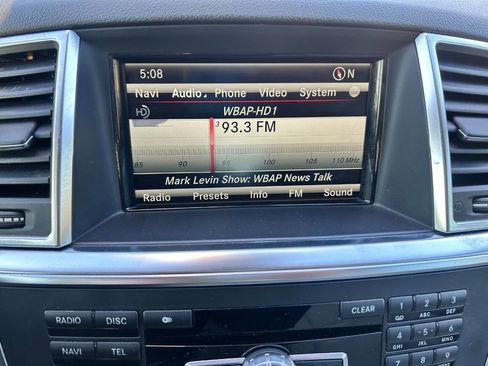 5:08 N
Navi Audio Phone Video System
HD WBAP-HD1
3 93.3 FM
85 90 95 100 105 110 MHz
Mark Levin Show: WBAP News Talk
Radio Presets Info FM Sound
RADIO DISC CLEAR 1 2 ABC 3 DEF
NAVI TEL 4 GHI 5 JKL 6 MNO
7 8 9